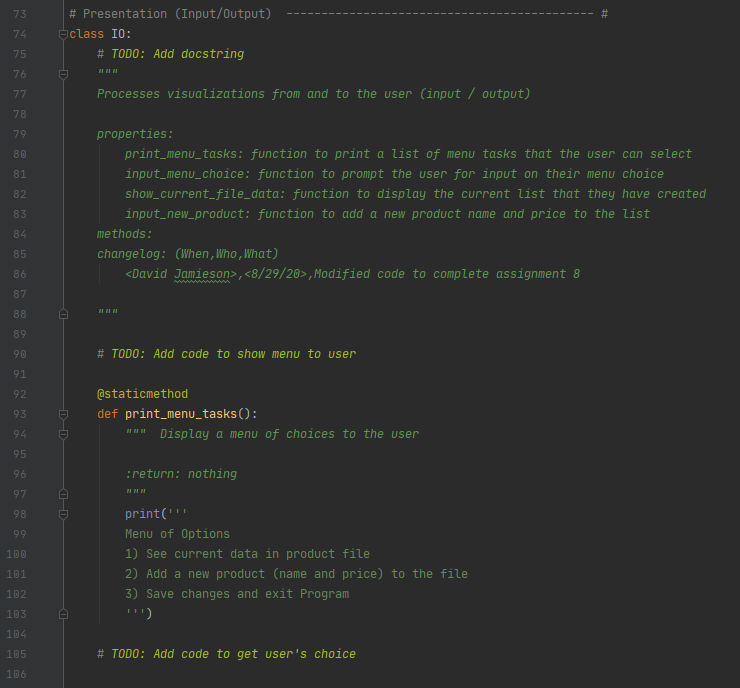 73 # Presentation (Input/Output)  -------------------------------------------- #
74 class IO:
75     # TODO: Add docstring
76     """
77     Processes visualizations from and to the user (input / output)
78
79     properties:
80         print_menu_tasks: function to print a list of menu tasks that the user can select
81         input_menu_choice: function to prompt the user for input on their menu choice
82         show_current_file_data: function to display the current list that they have created
83         input_new_product: function to add a new product name and price to the list
84     methods:
85     changelog: (When,Who,What)
86         <David Jamieson>,<8/29/20>,Modified code to complete assignment 8
87
88     """
89
90     # TODO: Add code to show menu to user
91
92     @staticmethod
93     def print_menu_tasks():
94         """  Display a menu of choices to the user
95
96         :return: nothing
97         """
98         print('''
99         Menu of Options
100         1) See current data in product file
101         2) Add a new product (name and price) to the file
102         3) Save changes and exit Program
103         ''')
104
105     # TODO: Add code to get user's choice
106